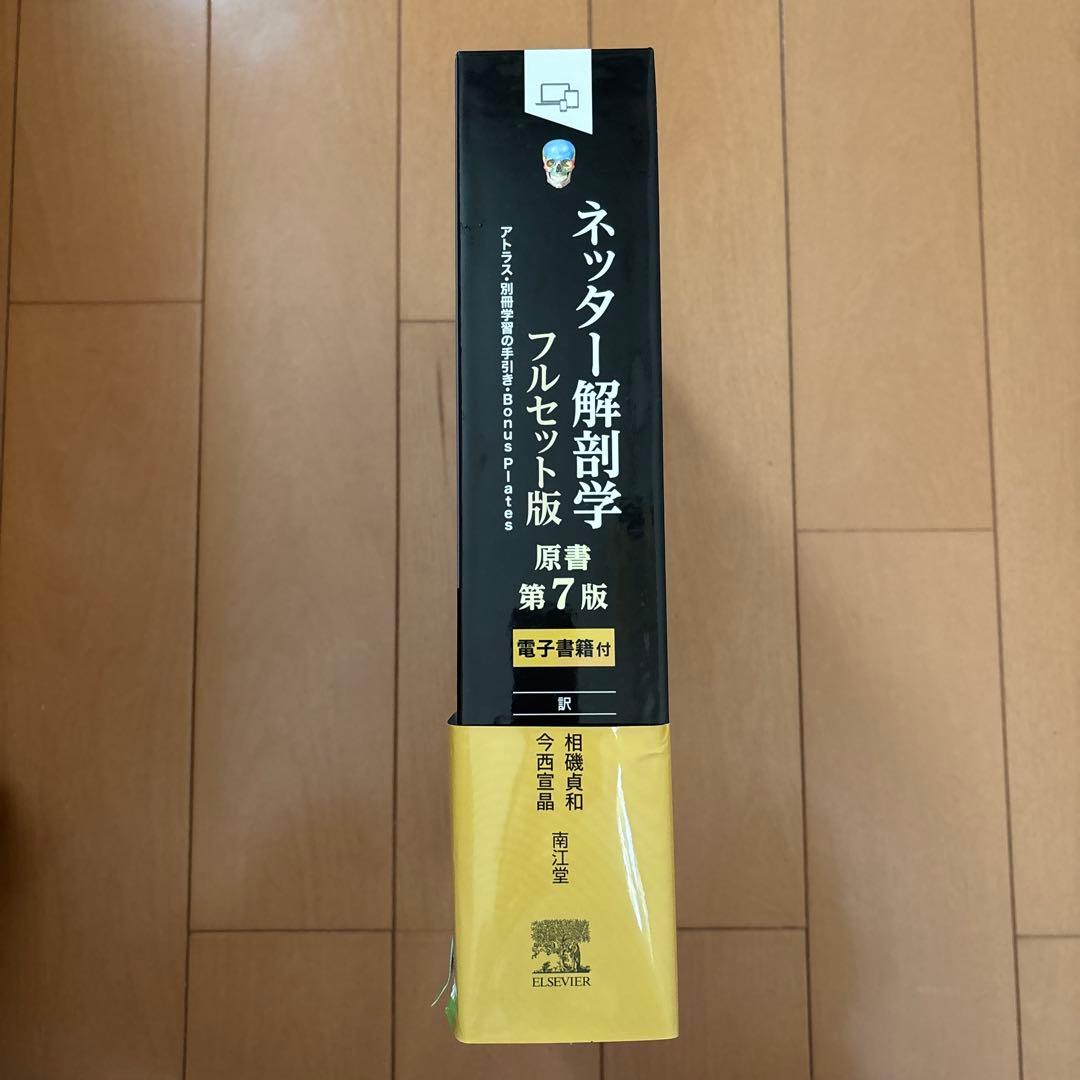 ネッター解剖学
フルセット版
アトラス・別冊学習の手引き・Bonus Plates
原書
第7版
電子書籍付
訳
相磯貞和
今西宣晶
南江堂
ELSEVIER